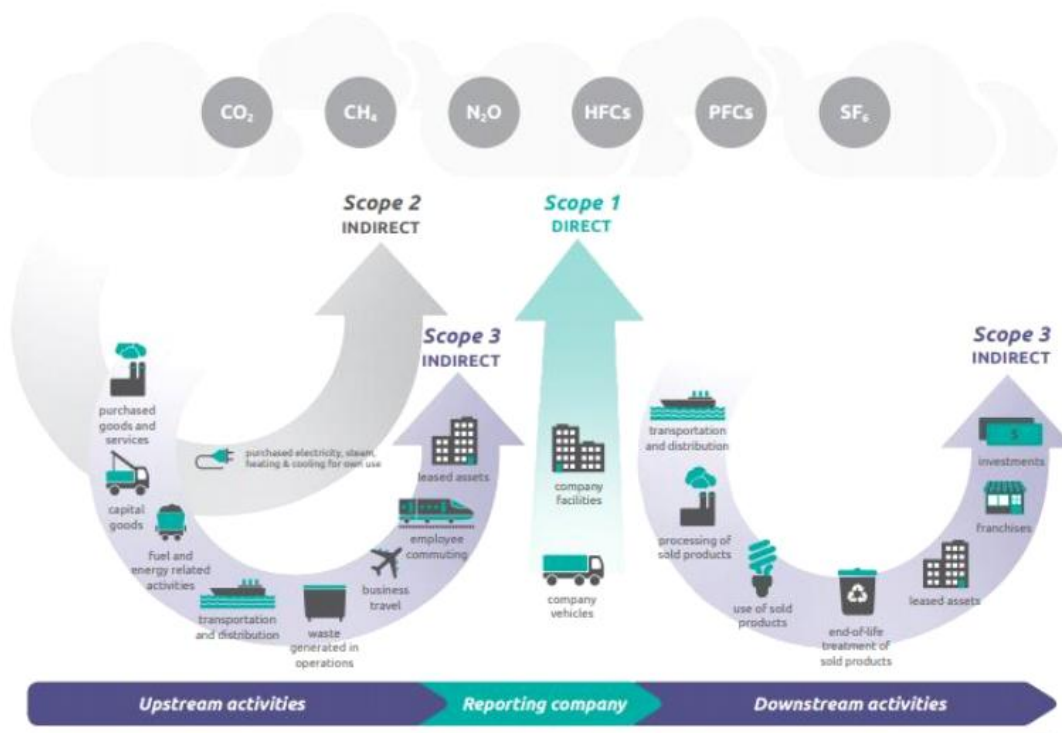 CO₂
CH₄
N₂O
HFCs
PFCs
SF₆
Scope 2
INDIRECT
Scope 1
DIRECT
Scope 3
INDIRECT
Scope 3
INDIRECT
purchased
goods and
services
capital
goods
fuel and
energy related
activities
purchased electricity, steam,
heating & cooling for own use
transportation
and distribution
waste
generated in
operations
business
travel
employee
commuting
leased assets
company
facilities
company
vehicles
transportation
and distribution
processing of
sold products
use of sold
products
end-of-life
treatment of
sold products
leased assets
franchises
investments
$
Upstream activities
Reporting company
Downstream activities